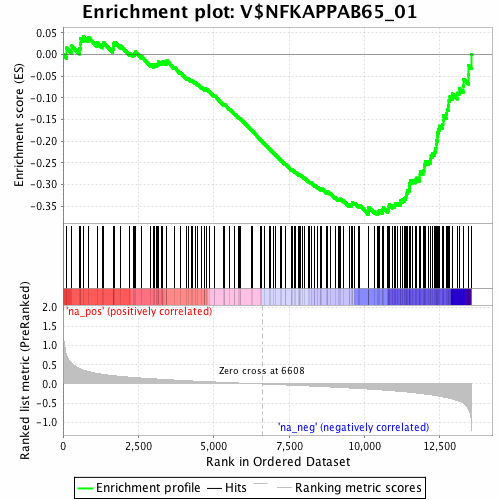 Enrichment plot: V$NFKAPPAB65_01
Enrichment score (ES)
0.05
0.00
-0.05
-0.10
-0.15
-0.20
-0.25
-0.30
-0.35
'na_pos' (positively correlated)
Ranked list metric (PreRanked)
2.0
1.5
1.0
0.5
0.0
-0.5
-1.0
Zero cross at 6608
'na_neg' (negatively correlated)
0 2,500 5,000 7,500 10,000 12,500
Rank in Ordered Dataset
Enrichment profile Hits Ranking metric scores